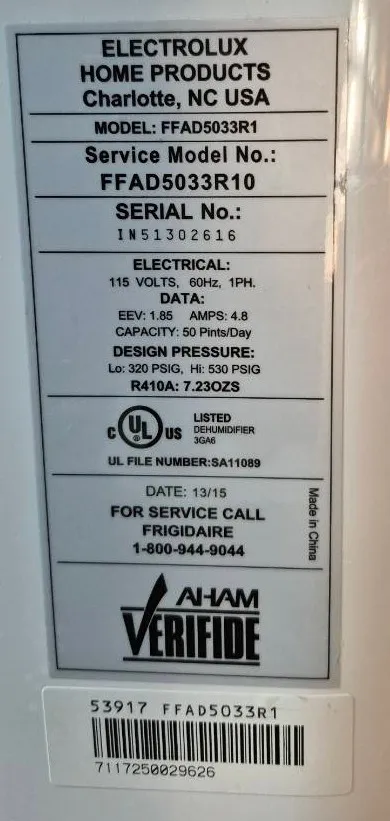 ELECTROLUX
HOME PRODUCTS
Charlotte, NC USA
MODEL: FFAD5033R1
Service Model No.:
FFAD5033R10
SERIAL No.:
IN51302616
ELECTRICAL:
115 VOLTS, 60Hz, 1PH.
DATA:
EEV: 1.85 AMPS: 4.8
CAPACITY: 50 Pints/Day
DESIGN PRESSURE:
Lo: 320 PSIG, Hi: 530 PSIG
R410A: 7.23OZS
C UL ® US
LISTED
DEHUMIDIFIER
3GA6
UL FILE NUMBER:SA11089
DATE: 13/15
FOR SERVICE CALL
FRIGIDAIRE
1-800-944-9044
Made in China
AHAM
VERIFIDE
53917 FFAD5033R1
7117250029626